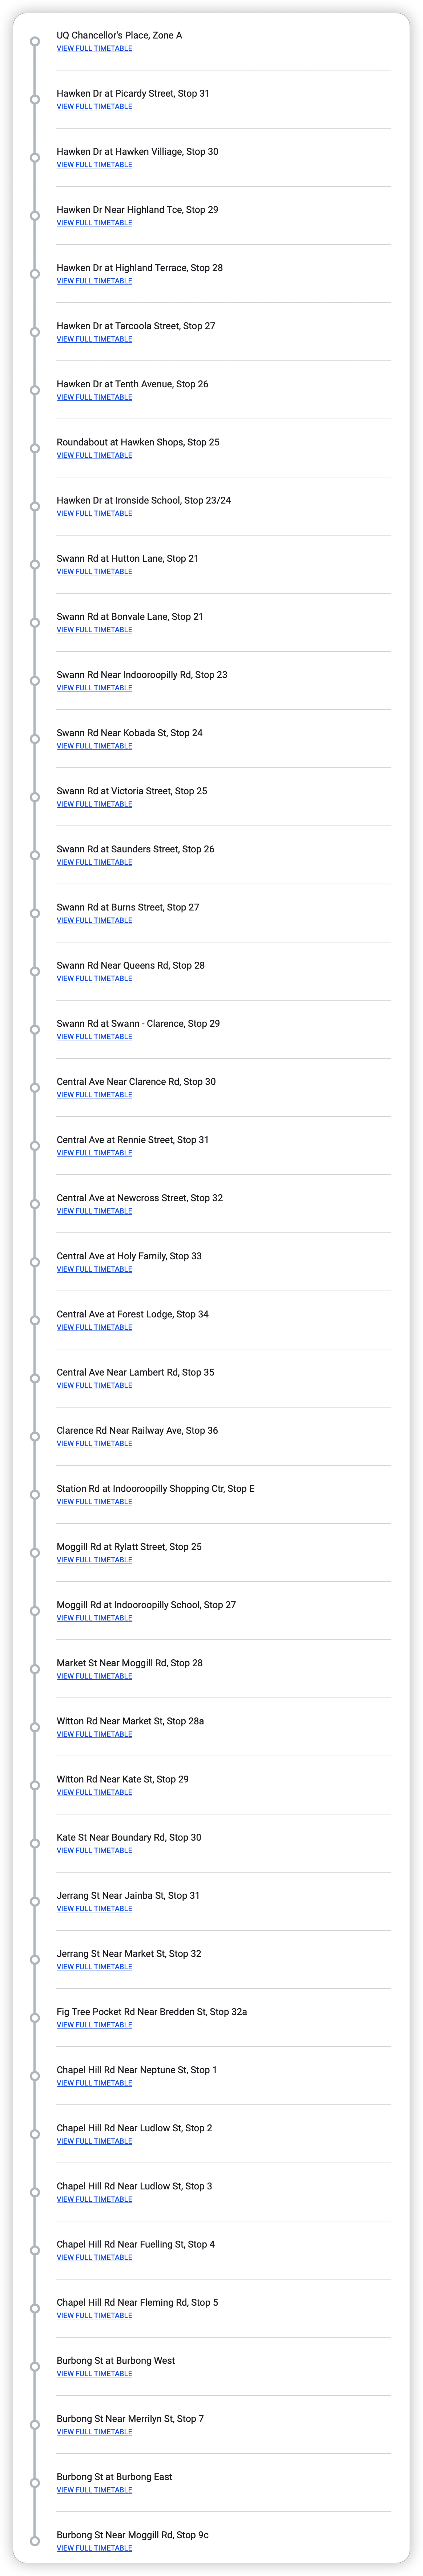 UQ Chancellor's Place, Zone A
VIEW FULL TIMETABLE
Hawken Dr at Picardy Street, Stop 31
VIEW FULL TIMETABLE
Hawken Dr at Hawken Villiage, Stop 30
VIEW FULL TIMETABLE
Hawken Dr Near Highland Tce, Stop 29
VIEW FULL TIMETABLE
Hawken Dr at Highland Terrace, Stop 28
VIEW FULL TIMETABLE
Hawken Dr at Tarcoola Street, Stop 27
VIEW FULL TIMETABLE
Hawken Dr at Tenth Avenue, Stop 26
VIEW FULL TIMETABLE
Roundabout at Hawken Shops, Stop 25
VIEW FULL TIMETABLE
Hawken Dr at Ironside School, Stop 23/24
VIEW FULL TIMETABLE
Swann Rd at Hutton Lane, Stop 21
VIEW FULL TIMETABLE
Swann Rd at Bonvale Lane, Stop 21
VIEW FULL TIMETABLE
Swann Rd Near Indooroopilly Rd, Stop 23
VIEW FULL TIMETABLE
Swann Rd Near Kobada St, Stop 24
VIEW FULL TIMETABLE
Swann Rd at Victoria Street, Stop 25
VIEW FULL TIMETABLE
Swann Rd at Saunders Street, Stop 26
VIEW FULL TIMETABLE
Swann Rd at Burns Street, Stop 27
VIEW FULL TIMETABLE
Swann Rd Near Queens Rd, Stop 28
VIEW FULL TIMETABLE
Swann Rd at Swann - Clarence, Stop 29
VIEW FULL TIMETABLE
Central Ave Near Clarence Rd, Stop 30
VIEW FULL TIMETABLE
Central Ave at Rennie Street, Stop 31
VIEW FULL TIMETABLE
Central Ave at Newcross Street, Stop 32
VIEW FULL TIMETABLE
Central Ave at Holy Family, Stop 33
VIEW FULL TIMETABLE
Central Ave at Forest Lodge, Stop 34
VIEW FULL TIMETABLE
Central Ave Near Lambert Rd, Stop 35
VIEW FULL TIMETABLE
Clarence Rd Near Railway Ave, Stop 36
VIEW FULL TIMETABLE
Station Rd at Indooroopilly Shopping Ctr, Stop E
VIEW FULL TIMETABLE
Moggill Rd at Rylatt Street, Stop 25
VIEW FULL TIMETABLE
Moggill Rd at Indooroopilly School, Stop 27
VIEW FULL TIMETABLE
Market St Near Moggill Rd, Stop 28
VIEW FULL TIMETABLE
Witton Rd Near Market St, Stop 28a
VIEW FULL TIMETABLE
Witton Rd Near Kate St, Stop 29
VIEW FULL TIMETABLE
Kate St Near Boundary Rd, Stop 30
VIEW FULL TIMETABLE
Jerrang St Near Jainba St, Stop 31
VIEW FULL TIMETABLE
Jerrang St Near Market St, Stop 32
VIEW FULL TIMETABLE
Fig Tree Pocket Rd Near Bredden St, Stop 32a
VIEW FULL TIMETABLE
Chapel Hill Rd Near Neptune St, Stop 1
VIEW FULL TIMETABLE
Chapel Hill Rd Near Ludlow St, Stop 2
VIEW FULL TIMETABLE
Chapel Hill Rd Near Ludlow St, Stop 3
VIEW FULL TIMETABLE
Chapel Hill Rd Near Fuelling St, Stop 4
VIEW FULL TIMETABLE
Chapel Hill Rd Near Fleming Rd, Stop 5
VIEW FULL TIMETABLE
Burbong St at Burbong West
VIEW FULL TIMETABLE
Burbong St Near Merrilyn St, Stop 7
VIEW FULL TIMETABLE
Burbong St at Burbong East
VIEW FULL TIMETABLE
Burbong St Near Moggill Rd, Stop 9c
VIEW FULL TIMETABLE